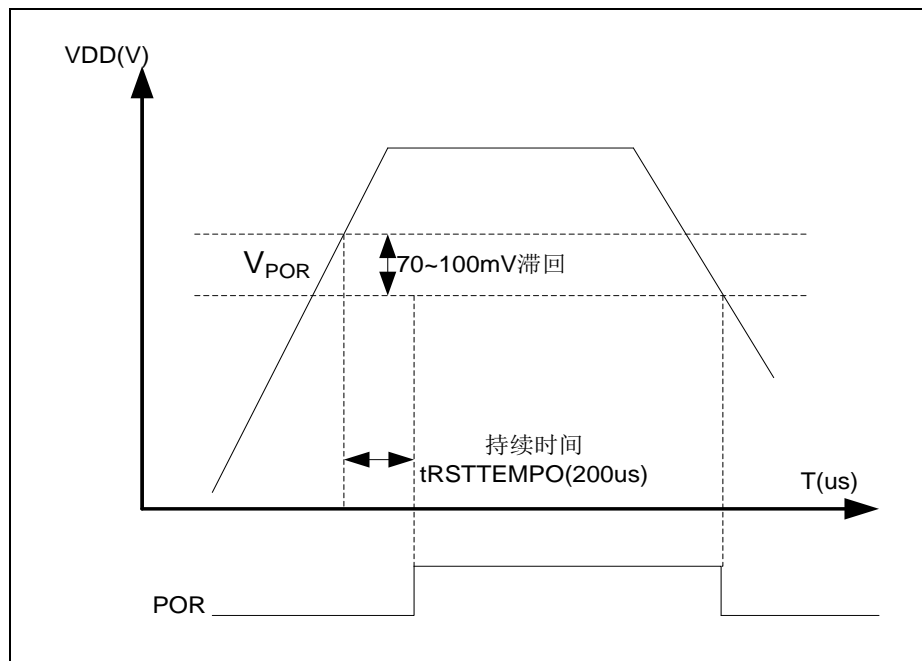 VDD(V)
VPOR
70~100mV滞回
持续时间
tRSTTEMPO(200us)
T(us)
POR